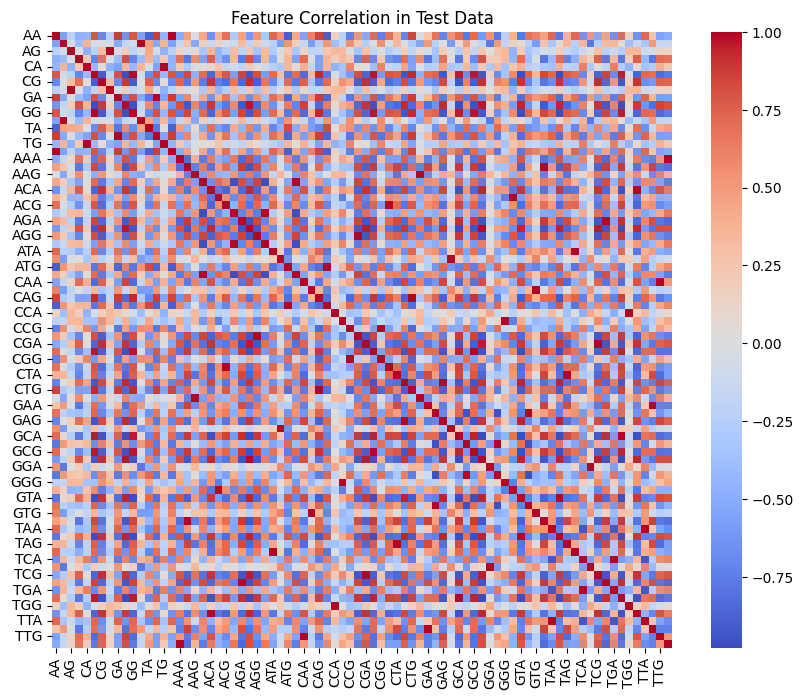 Feature Correlation in Test Data
AA
AG
CA
CG
GA
GG
TA
TG
AAA
AAG
ACA
ACG
AGA
AGG
ATA
ATG
CAA
CAG
CCA
CCG
CGA
CGG
CTA
CTG
GAA
GAG
GCA
GCG
GGA
GGG
GTA
GTG
TAA
TAG
TCA
TCG
TGA
TGG
TTA
TTG
AA AG CA CG GA GG TA TG AAA AAG ACA ACG AGA AGG ATA ATG CAA CAG CCA CCG CGA CGG CTA CTG GAA GAG GCA GCG GGA GGG GTA GTG TAA TAG TCA TCG TGA TGG TTA TTG
1.00
0.75
0.50
0.25
0.00
−0.25
−0.50
−0.75